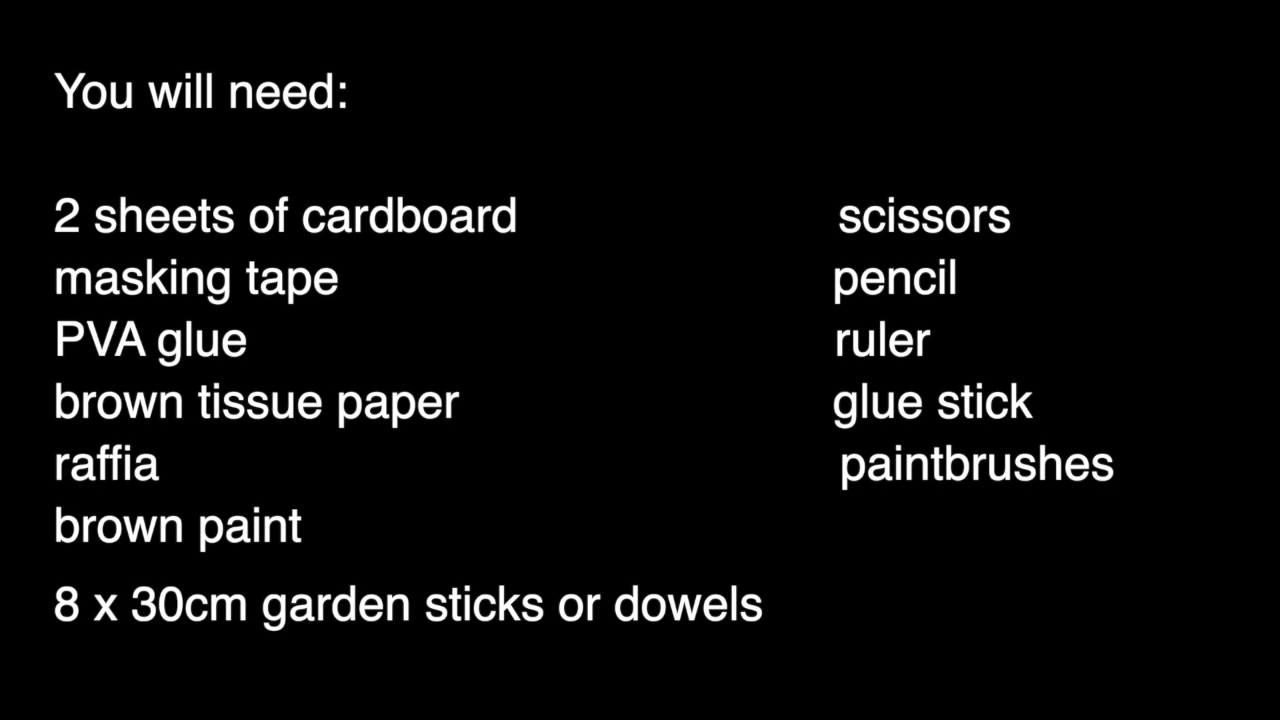 You will need:
2 sheets of cardboard
masking tape
PVA glue
brown tissue paper
raffia
brown paint
8 x 30cm garden sticks or dowels
scissors
pencil
ruler
glue stick
paintbrushes